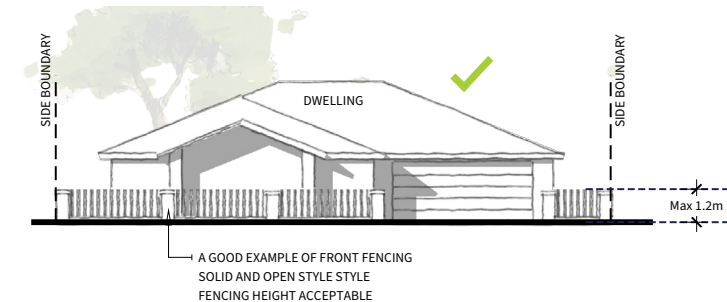 SIDE BOUNDARY
DWELLING
SIDE BOUNDARY
Max 1.2m
A GOOD EXAMPLE OF FRONT FENCING
SOLID AND OPEN STYLE STYLE
FENCING HEIGHT ACCEPTABLE